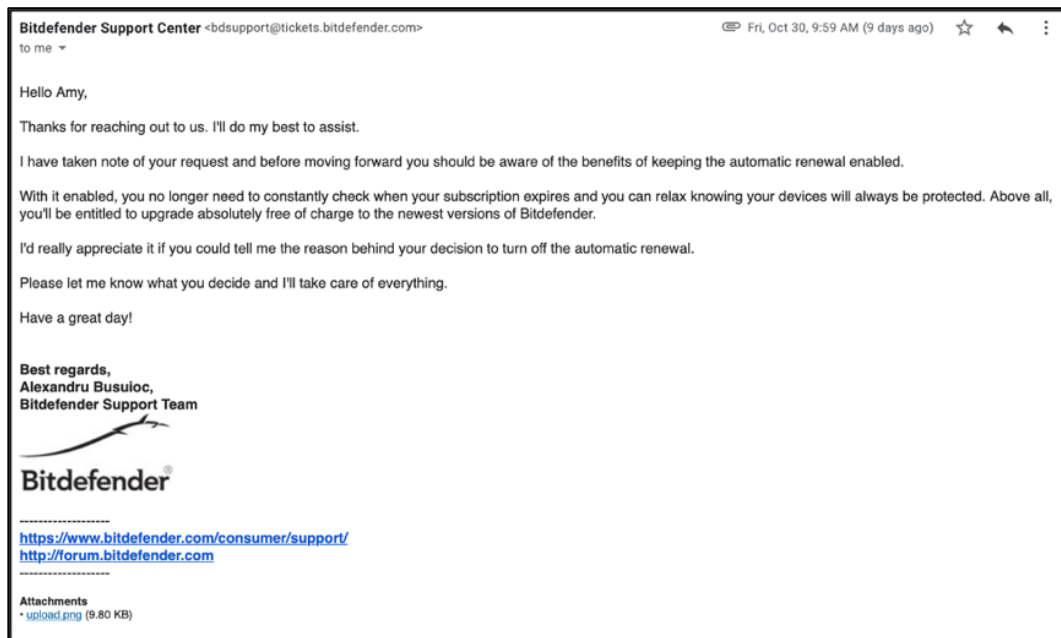 Bitdefender Support Center <bdsupport@tickets.bitdefender.com>
Fri, Oct 30, 9:59 AM (9 days ago)
to me
Hello Amy,
Thanks for reaching out to us. I'll do my best to assist.
I have taken note of your request and before moving forward you should be aware of the benefits of keeping the automatic renewal enabled.
With it enabled, you no longer need to constantly check when your subscription expires and you can relax knowing your devices will always be protected. Above all,
you'll be entitled to upgrade absolutely free of charge to the newest versions of Bitdefender.
I'd really appreciate it if you could tell me the reason behind your decision to turn off the automatic renewal.
Please let me know what you decide and I'll take care of everything.
Have a great day!
Best regards,
Alexandru Busuioc,
Bitdefender Support Team
Bitdefender®
-------------------
https://www.bitdefender.com/consumer/support/
http://forum.bitdefender.com
-------------------
Attachments
• upload.png (9.80 KB)